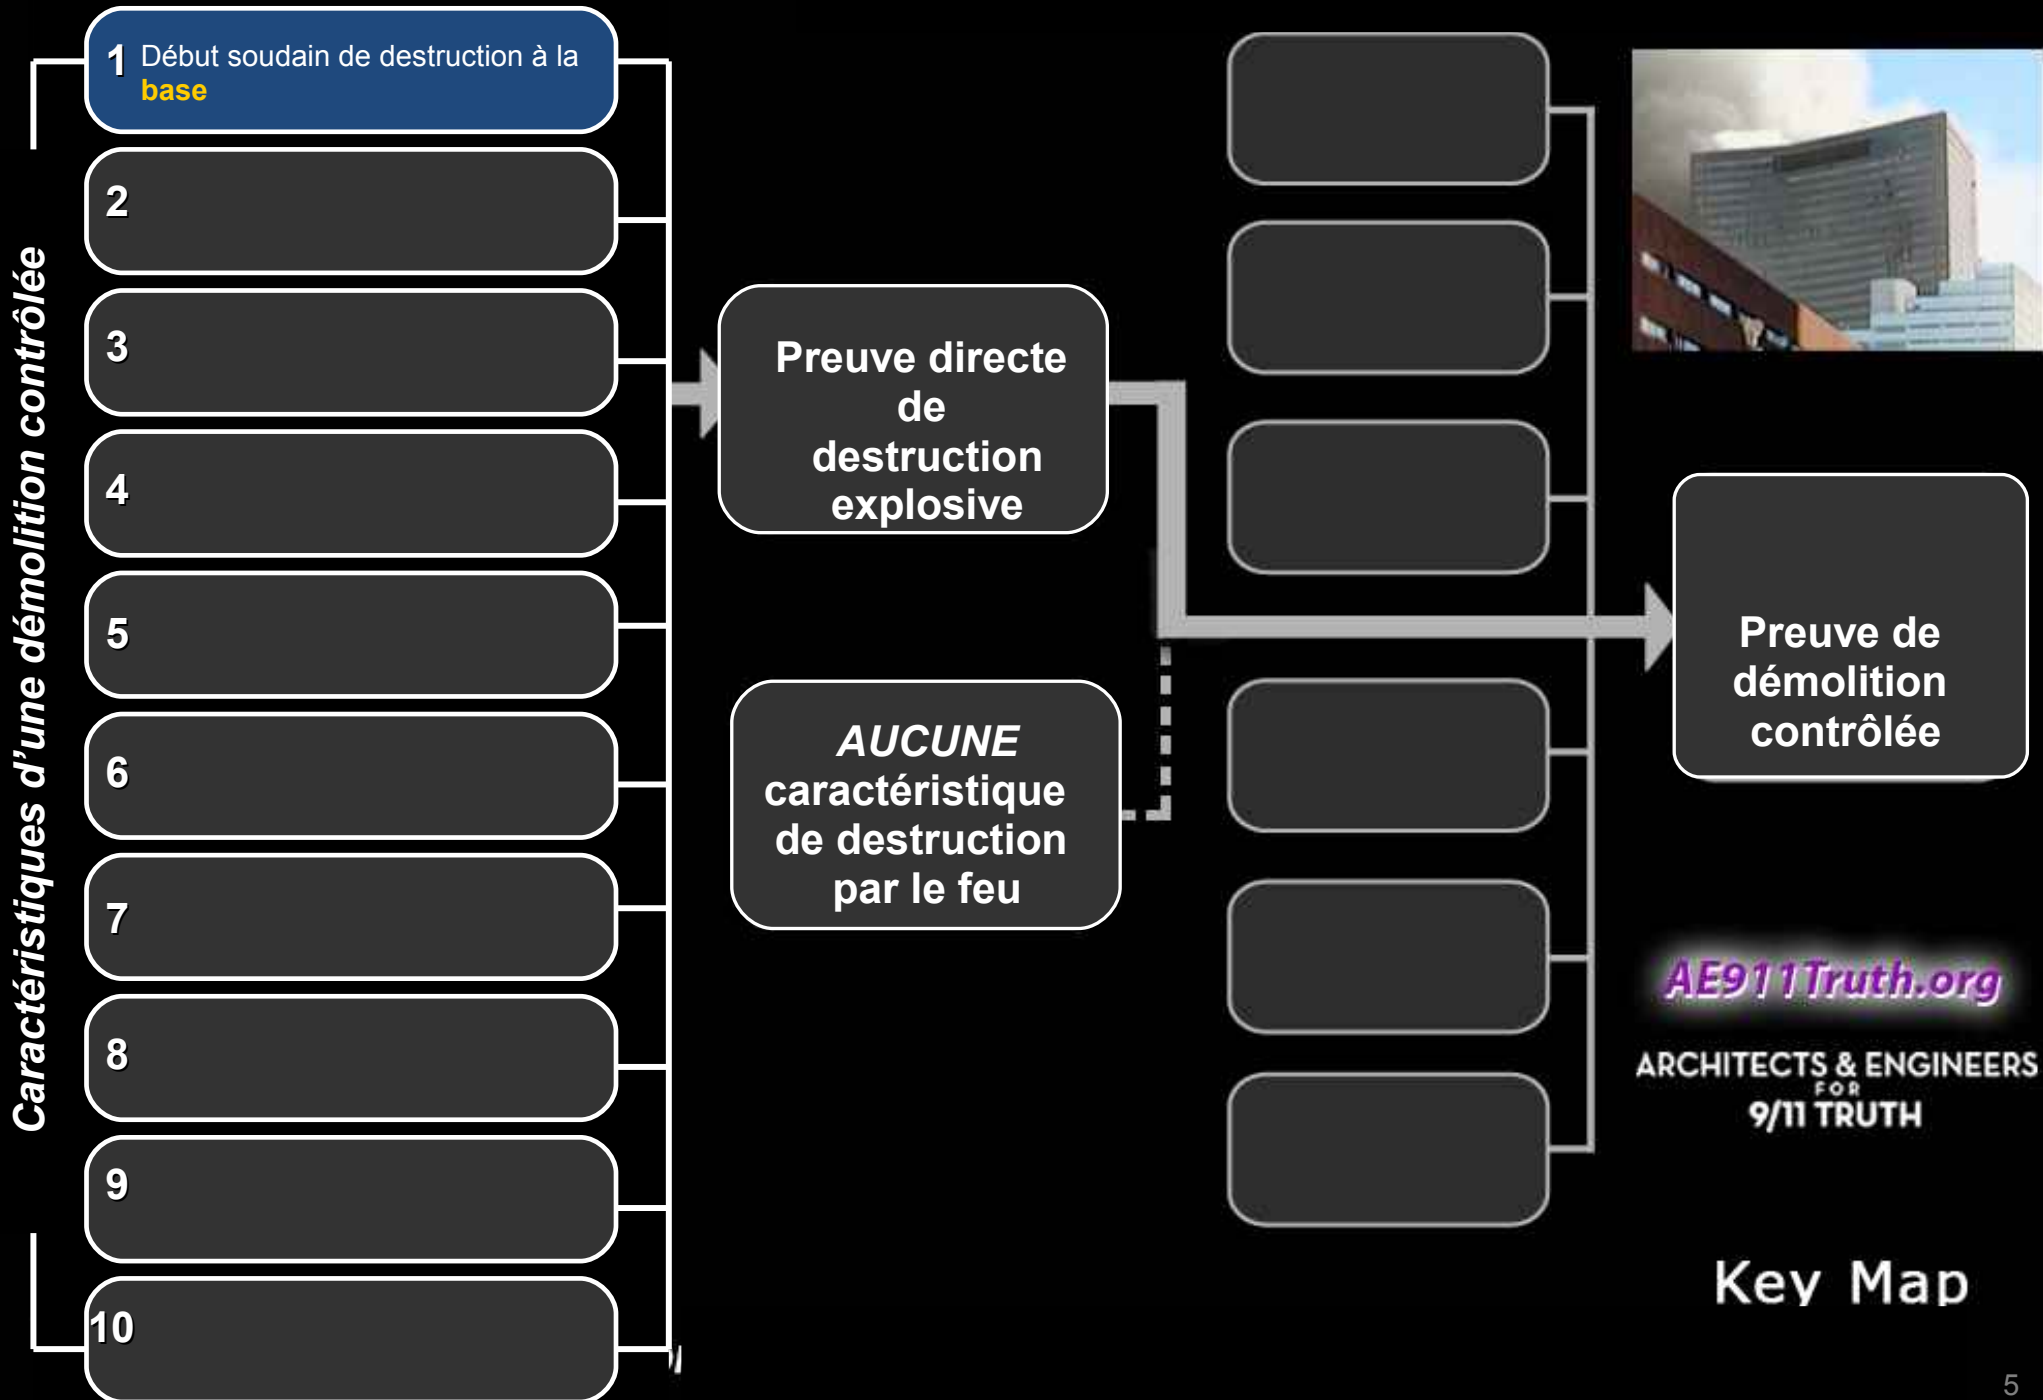 Caractéristiques d’une démolition contrôlée
1 Début soudain de destruction à la
base
2
3
4
5
6
7
8
9
10
Preuve directe
de
destruction
explosive
AUCUNE
caractéristique
de destruction
par le feu
Preuve de
démolition
contrôlée
AE911Truth.org
ARCHITECTS & ENGINEERS
FOR
9/11 TRUTH
Key Map
5